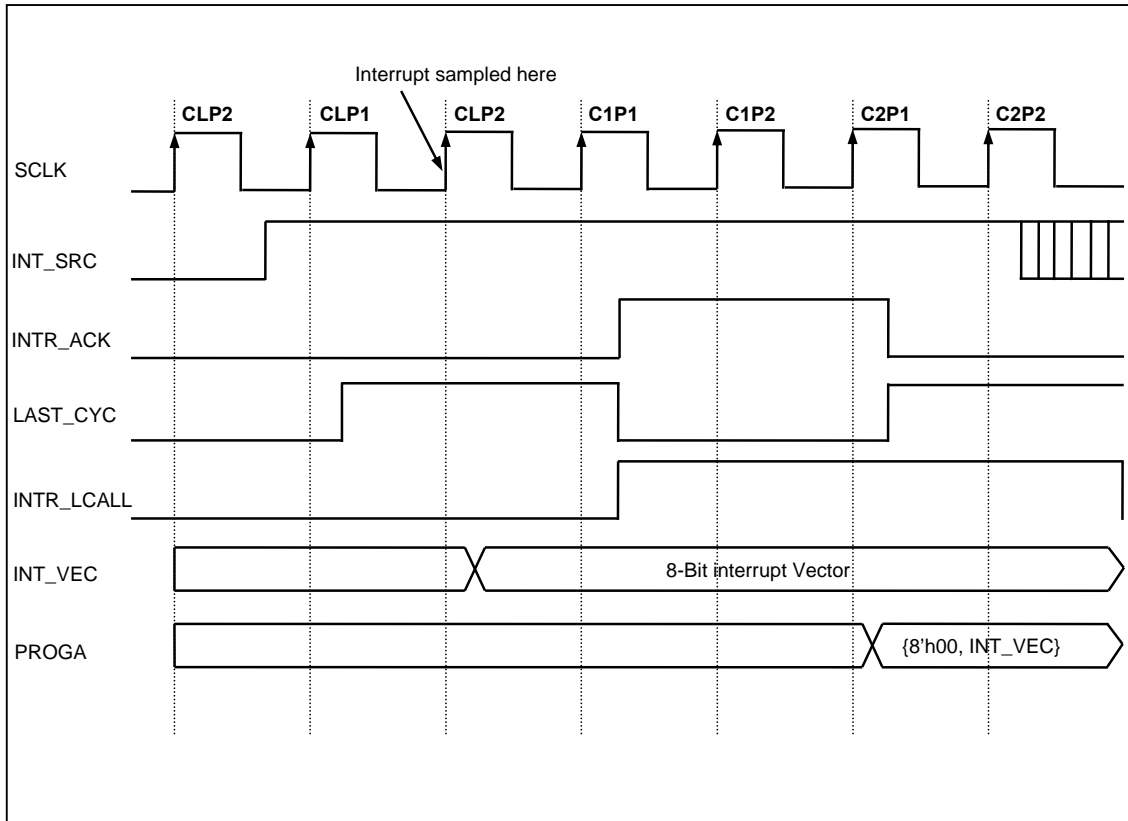 Interrupt sampled here
CLP2 CLP1 CLP2 C1P1 C1P2 C2P1 C2P2
SCLK
INT_SRC
INTR_ACK
LAST_CYC
INTR_LCALL
INT_VEC 8-Bit interrupt Vector
PROGA {8'h00, INT_VEC}